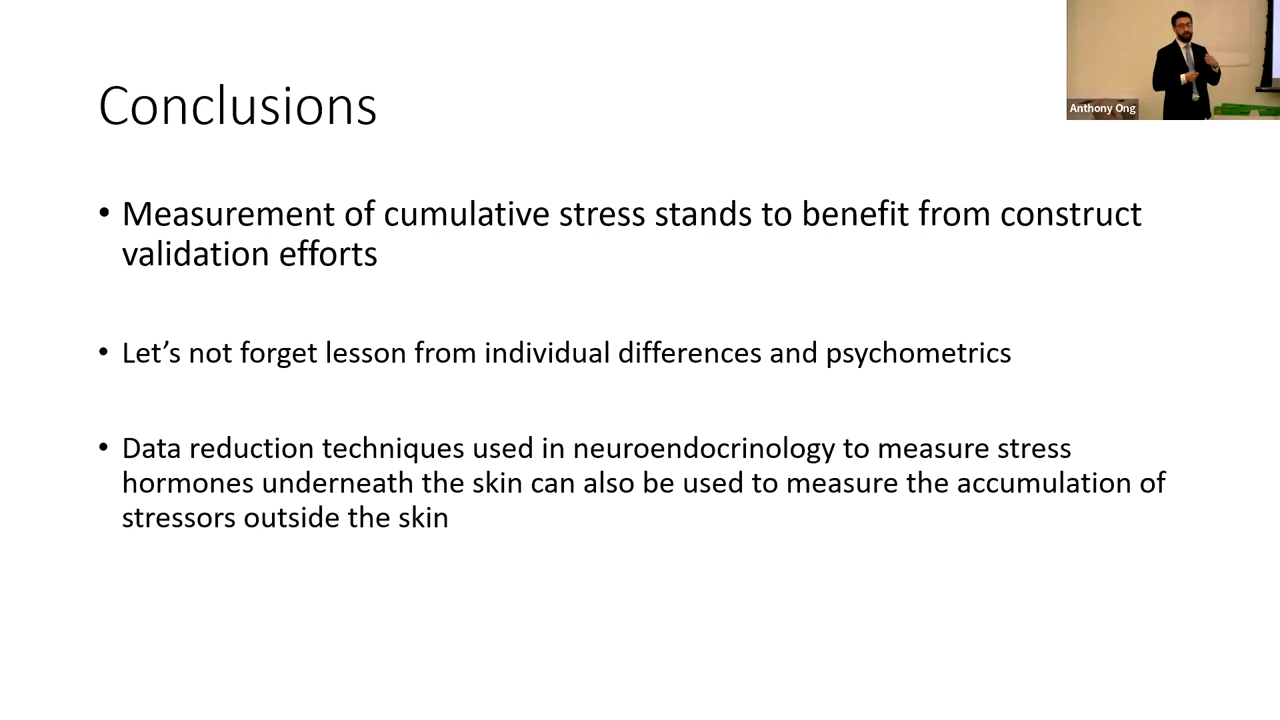 Anthony Ong
Conclusions
• Measurement of cumulative stress stands to benefit from construct
validation efforts
• Let’s not forget lesson from individual differences and psychometrics
• Data reduction techniques used in neuroendocrinology to measure stress
hormones underneath the skin can also be used to measure the accumulation of
stressors outside the skin